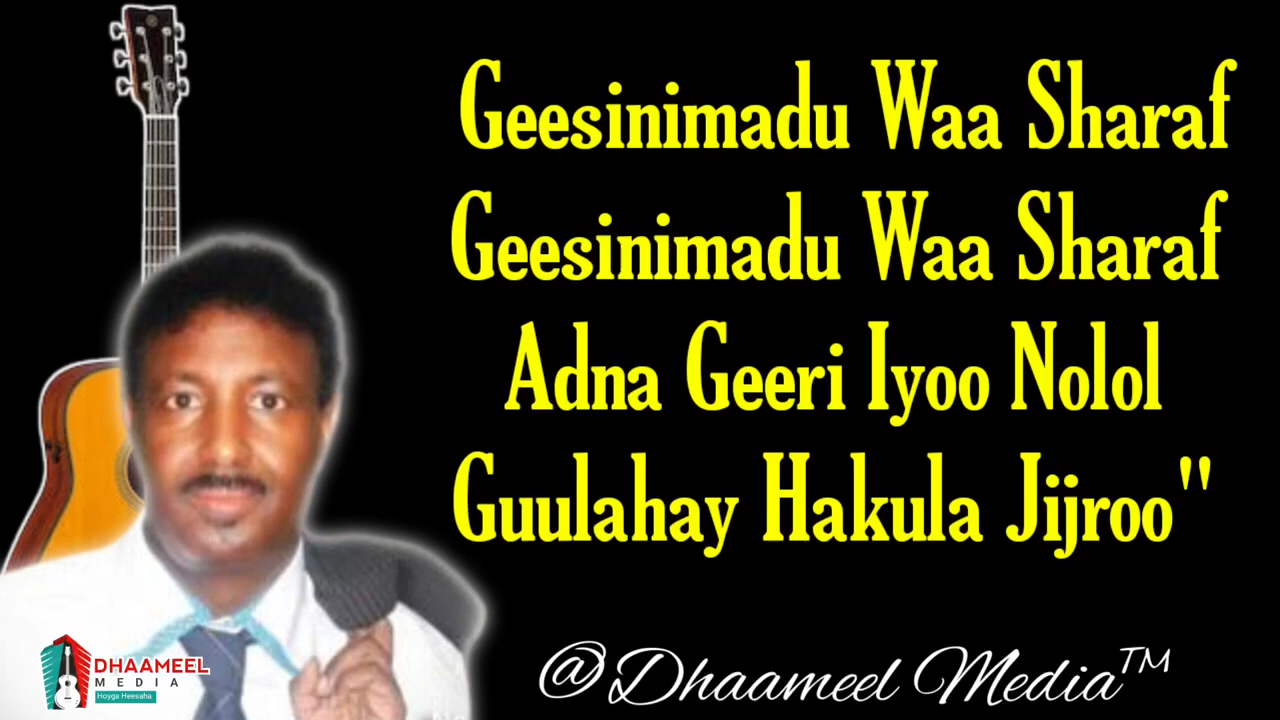 Geesinimadu Waa Sharaf
Geesinimadu Waa Sharaf
Adna Geeri Iyoo Nolol
Guulahay Hakula Jijroo"
@Dhaameel Media™
DHAAMEEL
MEDIA
Hoyga Heesaha